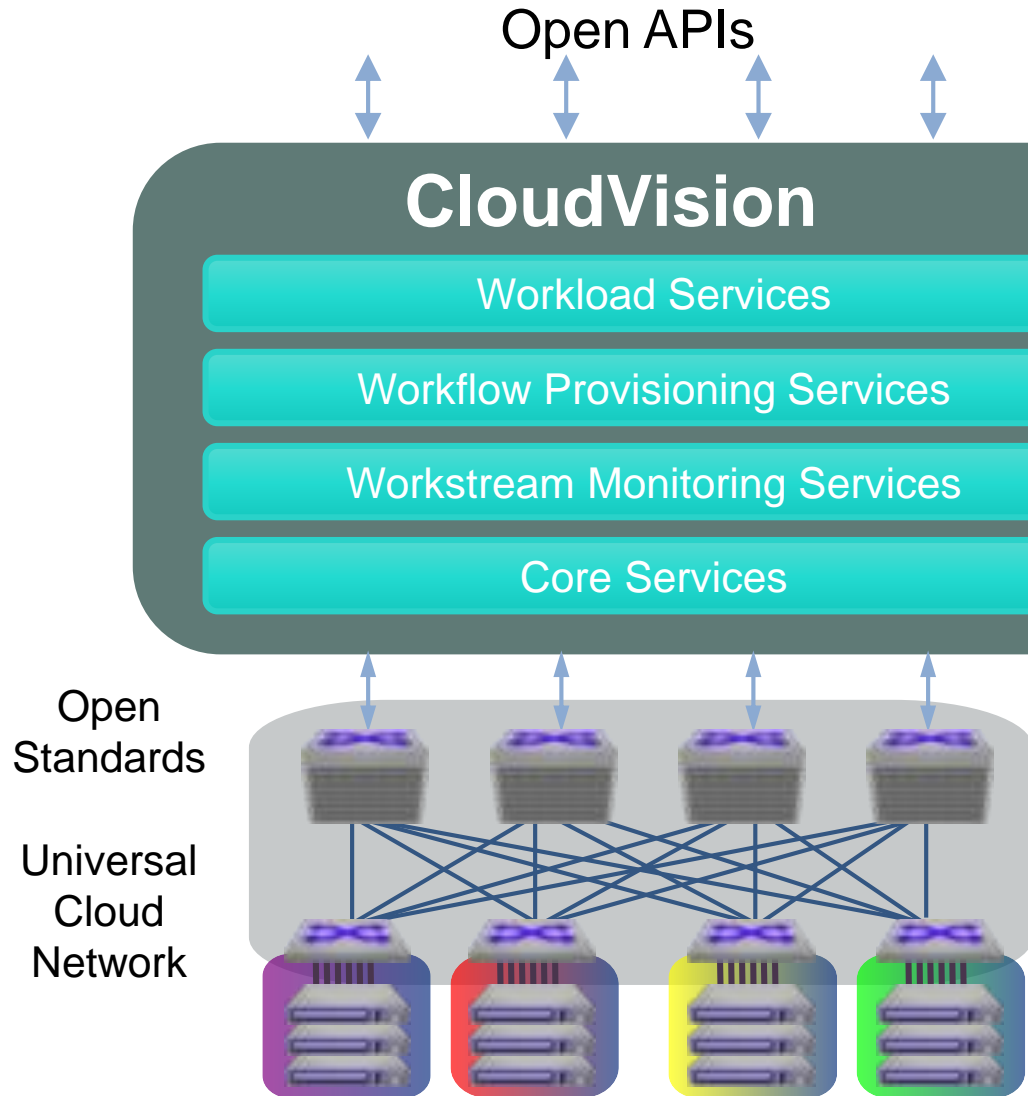 Open APIs
CloudVision
Workload Services
Workflow Provisioning Services
Workstream Monitoring Services
Core Services
Open
Standards
Universal
Cloud
Network